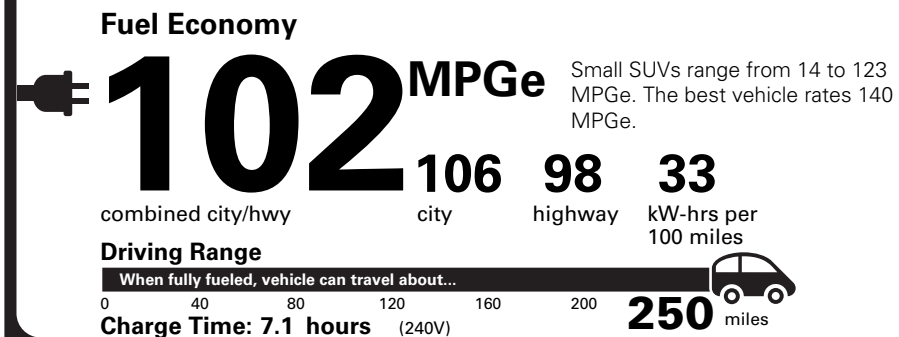 Fuel Economy
102 MPGe
Small SUVs range from 14 to 123
MPGe. The best vehicle rates 140
MPGe.
106 98 33
combined city/hwy city highway kW-hrs per
100 miles
Driving Range
When fully fueled, vehicle can travel about...
0 40 80 120 160 200 250 miles
Charge Time: 7.1 hours (240V)